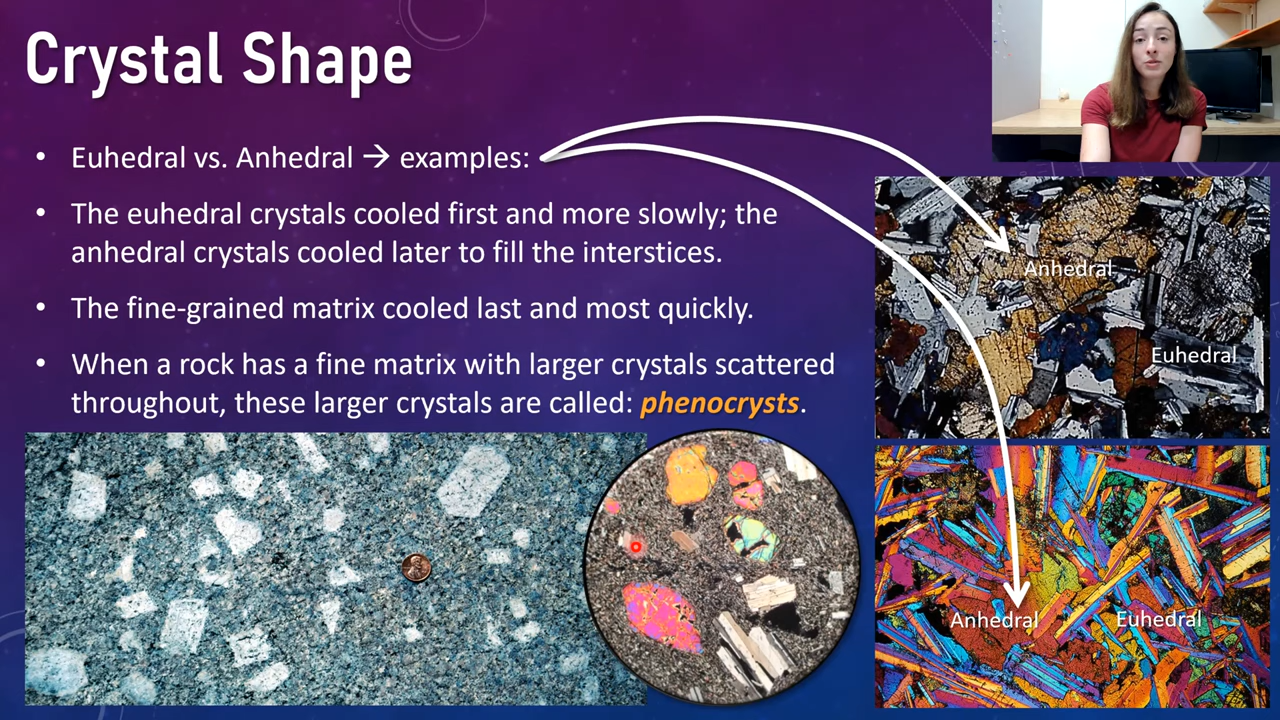 Crystal Shape
• Euhedral vs. Anhedral → examples:
• The euhedral crystals cooled first and more slowly; the
anhedral crystals cooled later to fill the interstices.
• The fine-grained matrix cooled last and most quickly.
• When a rock has a fine matrix with larger crystals scattered
throughout, these larger crystals are called: phenocrysts.
Anhedral
Euhedral
Anhedral
Euhedral